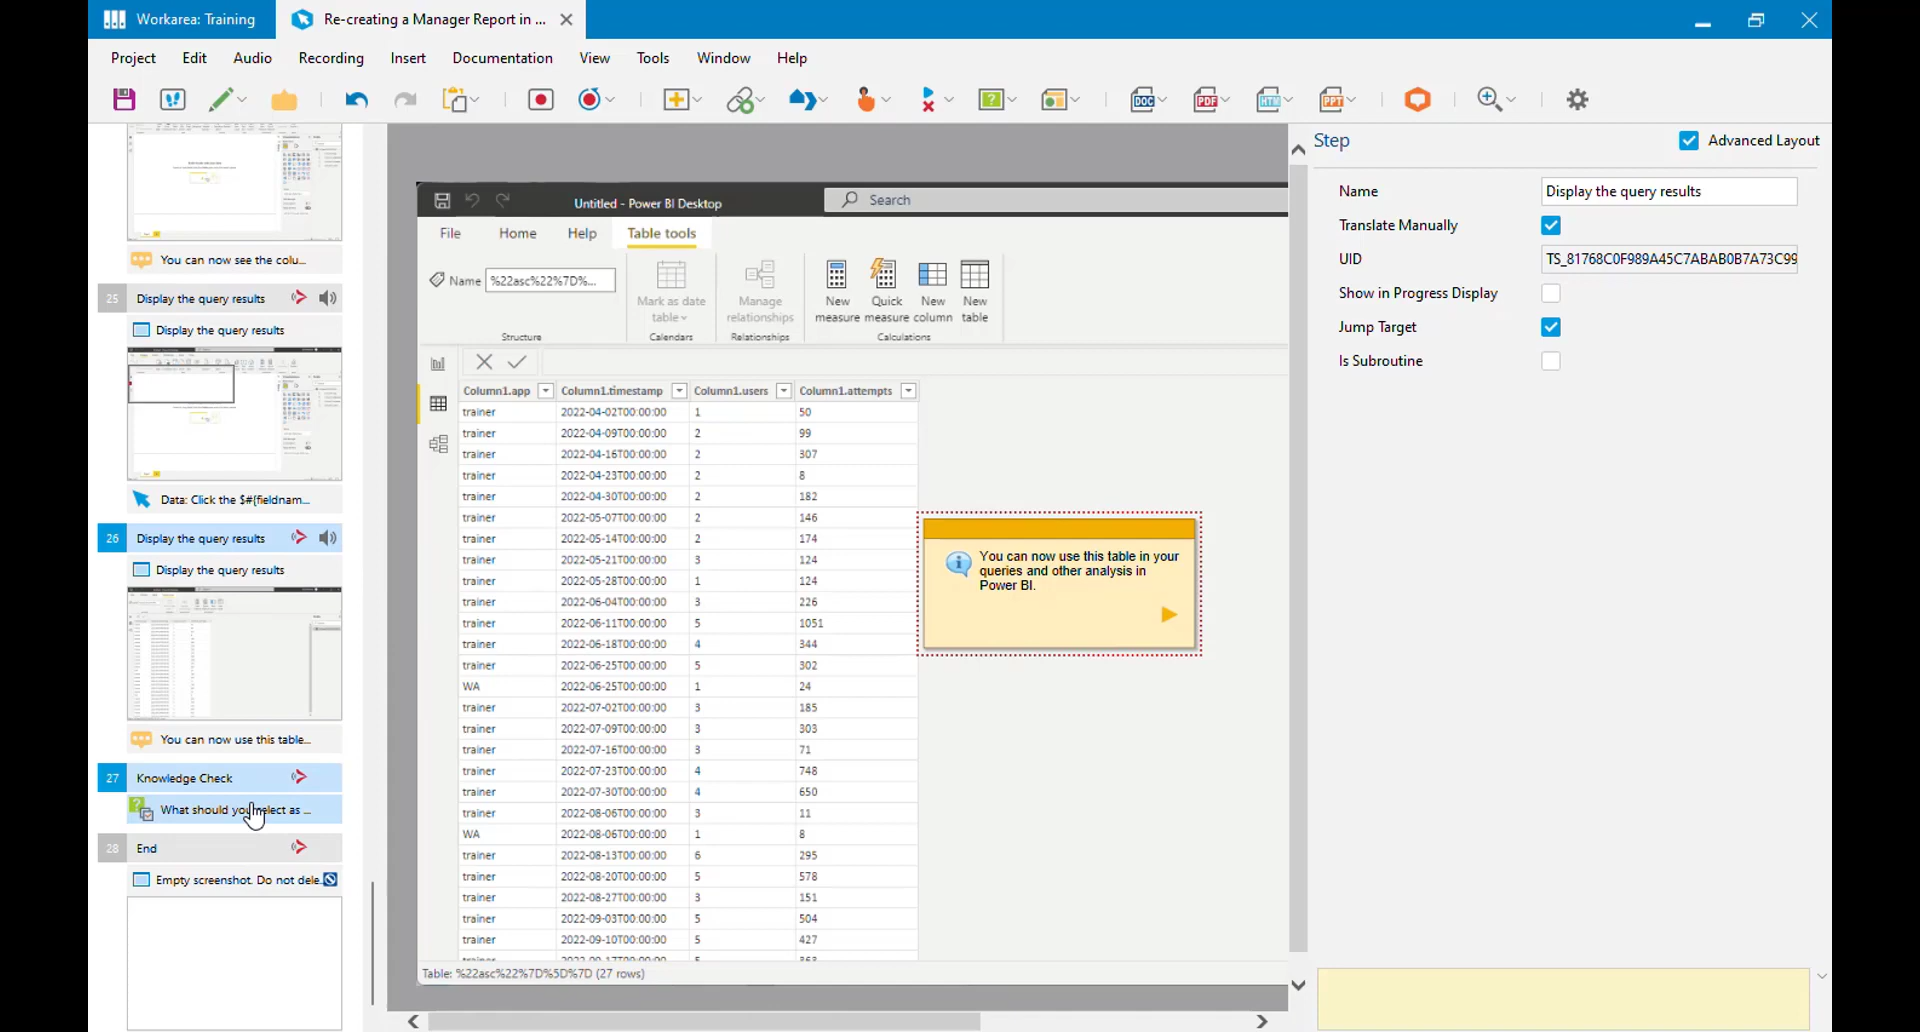 Workarea: Training
Re-creating a Manager Report in ...
Project Edit Audio Recording Insert Documentation View Tools Window Help
DOC PDF HTM PPT
You can now see the colu...
25 Display the query results
Display the query results
Data: Click the $#{fieldnam...
26 Display the query results
Display the query results
You can now use this table...
27 Knowledge Check
What should you select as ...
28 End
Empty screenshot. Do not dele.
Untitled - Power BI Desktop
Search
File Home Help Table tools
Name %22asc%22%7D%...
Structure
Mark as date
table
Calendars
Manage
relationships
Relationships
New
measure
Quick
measure
New
column
New
table
Calculations
Column1.app Column1.timestamp Column1.users Column1.attempts
trainer 2022-04-02T00:00:00 1 50
trainer 2022-04-09T00:00:00 2 99
trainer 2022-04-16T00:00:00 2 307
trainer 2022-04-23T00:00:00 2 8
trainer 2022-04-30T00:00:00 2 182
trainer 2022-05-07T00:00:00 2 146
trainer 2022-05-14T00:00:00 2 174
trainer 2022-05-21T00:00:00 3 124
trainer 2022-05-28T00:00:00 1 124
trainer 2022-06-04T00:00:00 3 226
trainer 2022-06-11T00:00:00 5 1051
trainer 2022-06-18T00:00:00 4 344
trainer 2022-06-25T00:00:00 5 302
WA 2022-06-25T00:00:00 1 24
trainer 2022-07-02T00:00:00 3 185
trainer 2022-07-09T00:00:00 3 303
trainer 2022-07-16T00:00:00 3 71
trainer 2022-07-23T00:00:00 4 748
trainer 2022-07-30T00:00:00 4 650
trainer 2022-08-06T00:00:00 3 11
WA 2022-08-06T00:00:00 1 8
trainer 2022-08-13T00:00:00 6 295
trainer 2022-08-20T00:00:00 5 578
trainer 2022-08-27T00:00:00 3 151
trainer 2022-09-03T00:00:00 5 504
trainer 2022-09-10T00:00:00 5 427
Table: %22asc%22%7D%5D%7D (27 rows)
You can now use this table in your
queries and other analysis in
Power BI.
Step
Advanced Layout
Name Display the query results
Translate Manually
UID TS_81768C0F989A45C7ABAB0B7A73C99
Show in Progress Display
Jump Target
Is Subroutine